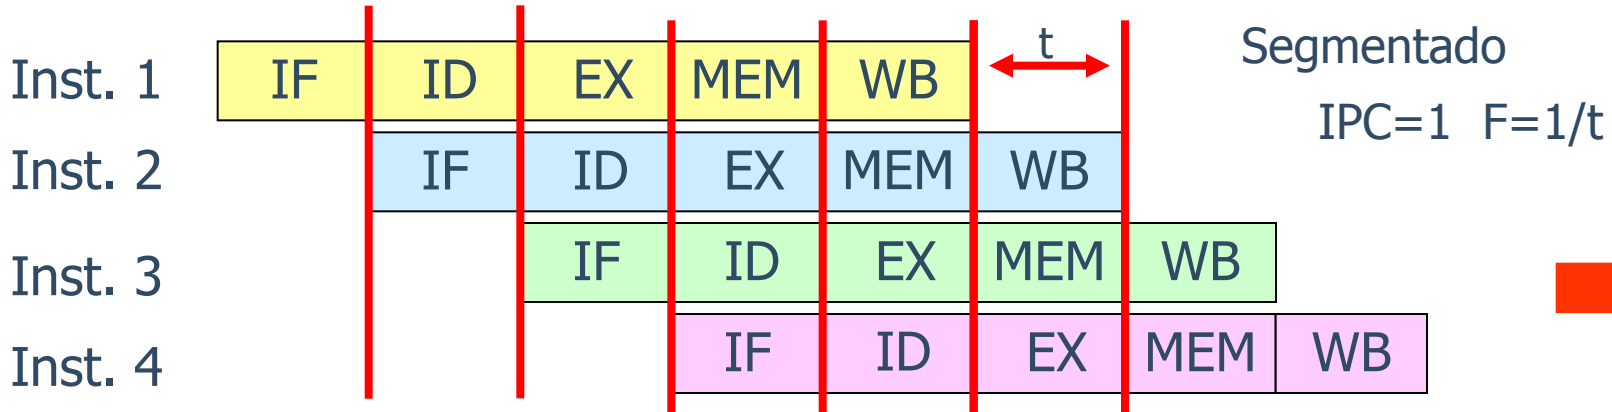 t Segmentado
Inst. 1 IF ID EX MEM WB
IPC=1 F=1/t
Inst. 2 IF ID EX MEM WB
Inst. 3 IF ID EX MEM WB
Inst. 4 IF ID EX MEM WB